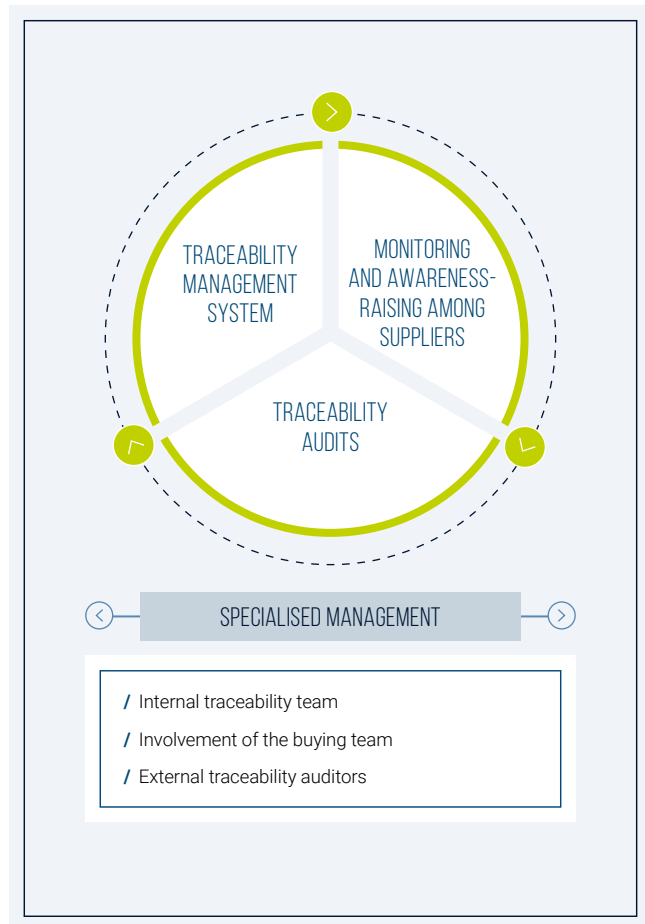 TRACEABILITY
MANAGEMENT
SYSTEM
MONITORING
AND AWARENESS-
RAISING AMONG
SUPPLIERS
TRACEABILITY
AUDITS
SPECIALISED MANAGEMENT
/ Internal traceability team
/ Involvement of the buying team
/ External traceability auditors